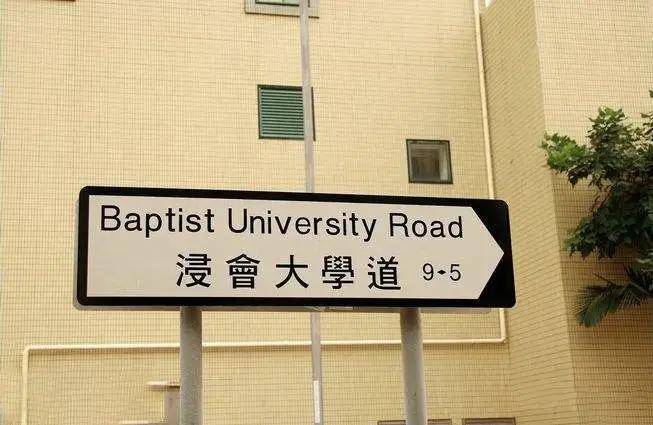 Baptist University Road
浸會大學道 9-5